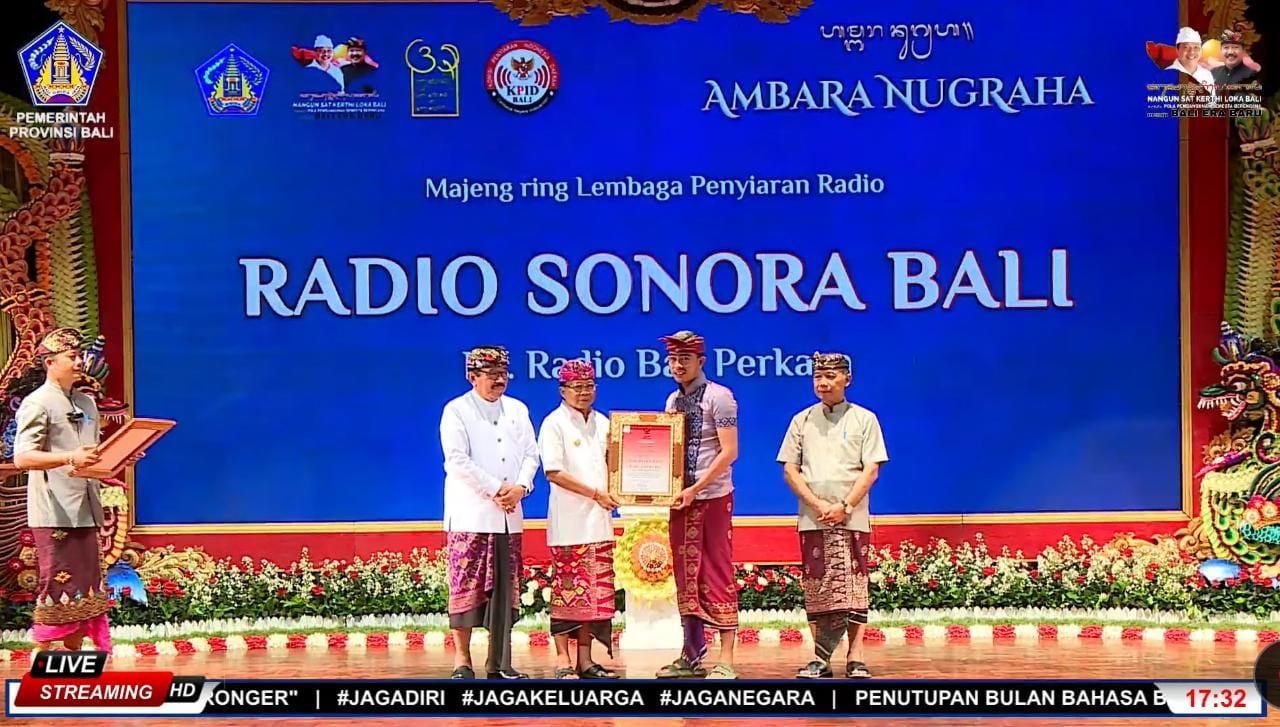 PEMERINTAH
PROVINSI BALI
NANGUN SAT KERTHI LOKA BALI
KPID
BALI
AMBARA NUGRAHA
NANGUN SAT KERTHI LOKA BALI
BALI ERA BARU
Majeng ring Lembaga Penyiaran Radio
RADIO SONORA BALI
Radio Bali Perkasa
LIVE
STREAMING HD
RONGER" | #JAGADIRI #JAGAKELUARGA #JAGANEGARA | PENUTUPAN BULAN BAHASA B
17:32